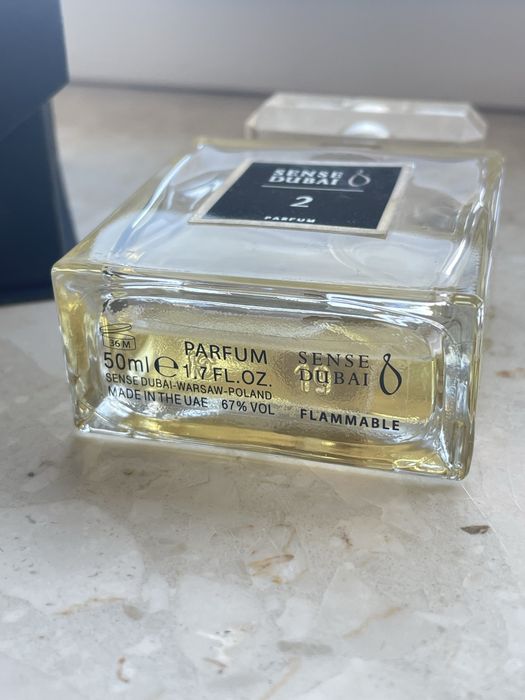 SENSE
DUBAI
2
PARFUM
36 M
50ml ℮ PARFUM
1.7 FL.OZ.
SENSE DUBAI-WARSAW-POLAND
MADE IN THE UAE 67% VOL
SENSE
DUBAI
FLAMMABLE